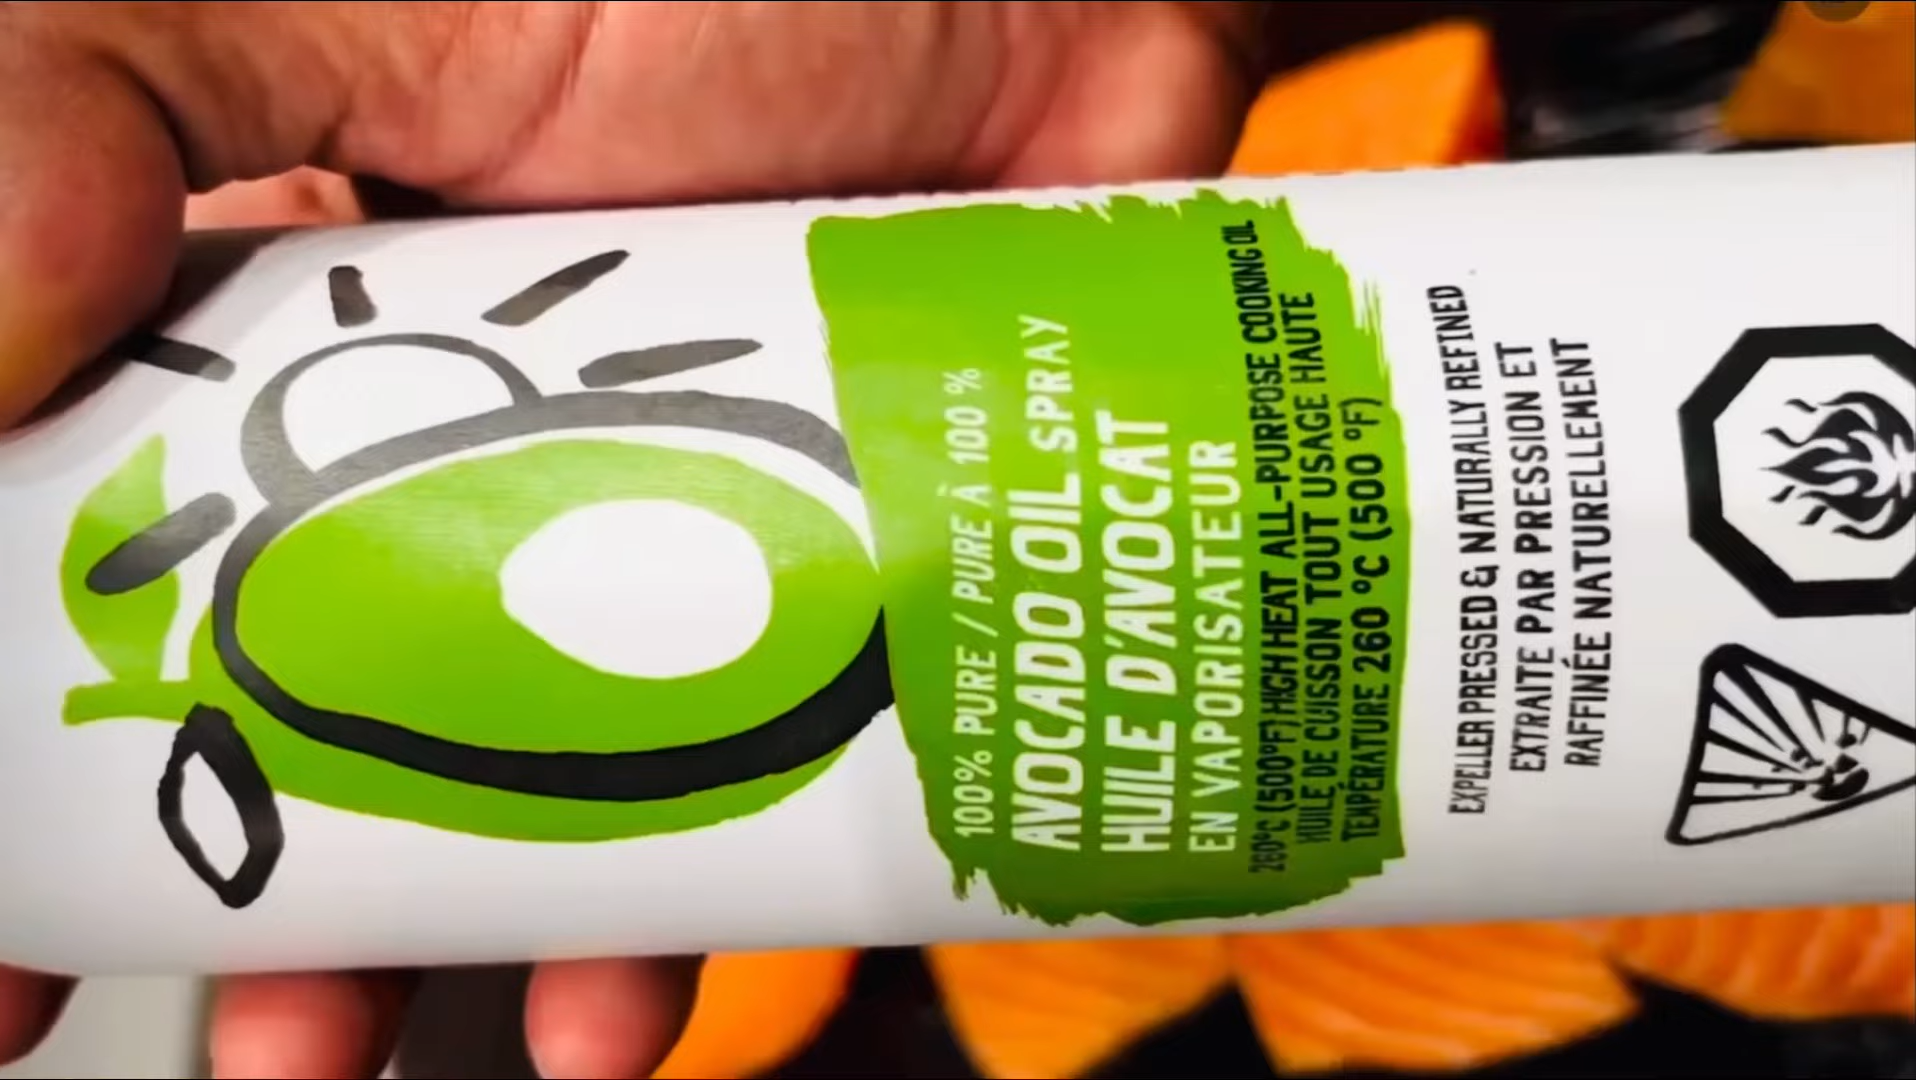 100% PURE / PURE À 100 %
AVOCADO OIL SPRAY
HUILE D'AVOCAT
EN VAPORISATEUR
260°C (500°F) HIGH HEAT ALL-PURPOSE COOKING OIL
HUILE DE CUISSON TOUT USAGE HAUTE
TEMPÉRATURE 260 °C (500 °F)
EXPELLER PRESSED & NATURALLY REFINED
EXTRAITE PAR PRESSION ET
RAFFINÉE NATURELLEMENT